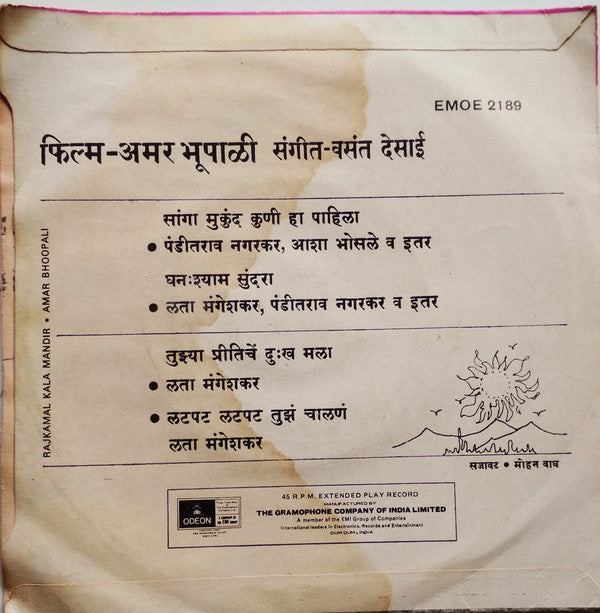 EMOE 2189
फिल्म-अमर भूपाळी संगीत-वसंत देसाई
सांगा मुकुंद कुणी हा पाहिला
● पंडीतराव नगरकर, आशा भोसले व इतर
घनःश्याम सुंदरा
● लता मंगेशकर, पंडीतराव नगरकर व इतर
RAJKAMAL KALA MANDIR • AMAR BHOOPALI
तुझ्या प्रीतिचें दुःख मला
● लता मंगेशकर
● लटपट लटपट तुझं चालणं
लता मंगेशकर
सजावट • मोहन वाघ
ODEON
45 R.P.M. EXTENDED PLAY RECORD
MANUFACTURED BY
THE GRAMOPHONE COMPANY OF INDIA LIMITED
A member of the EMI Group of Companies
International leaders in Electronics, Records and Entertainment
DUM DUM, INDIA